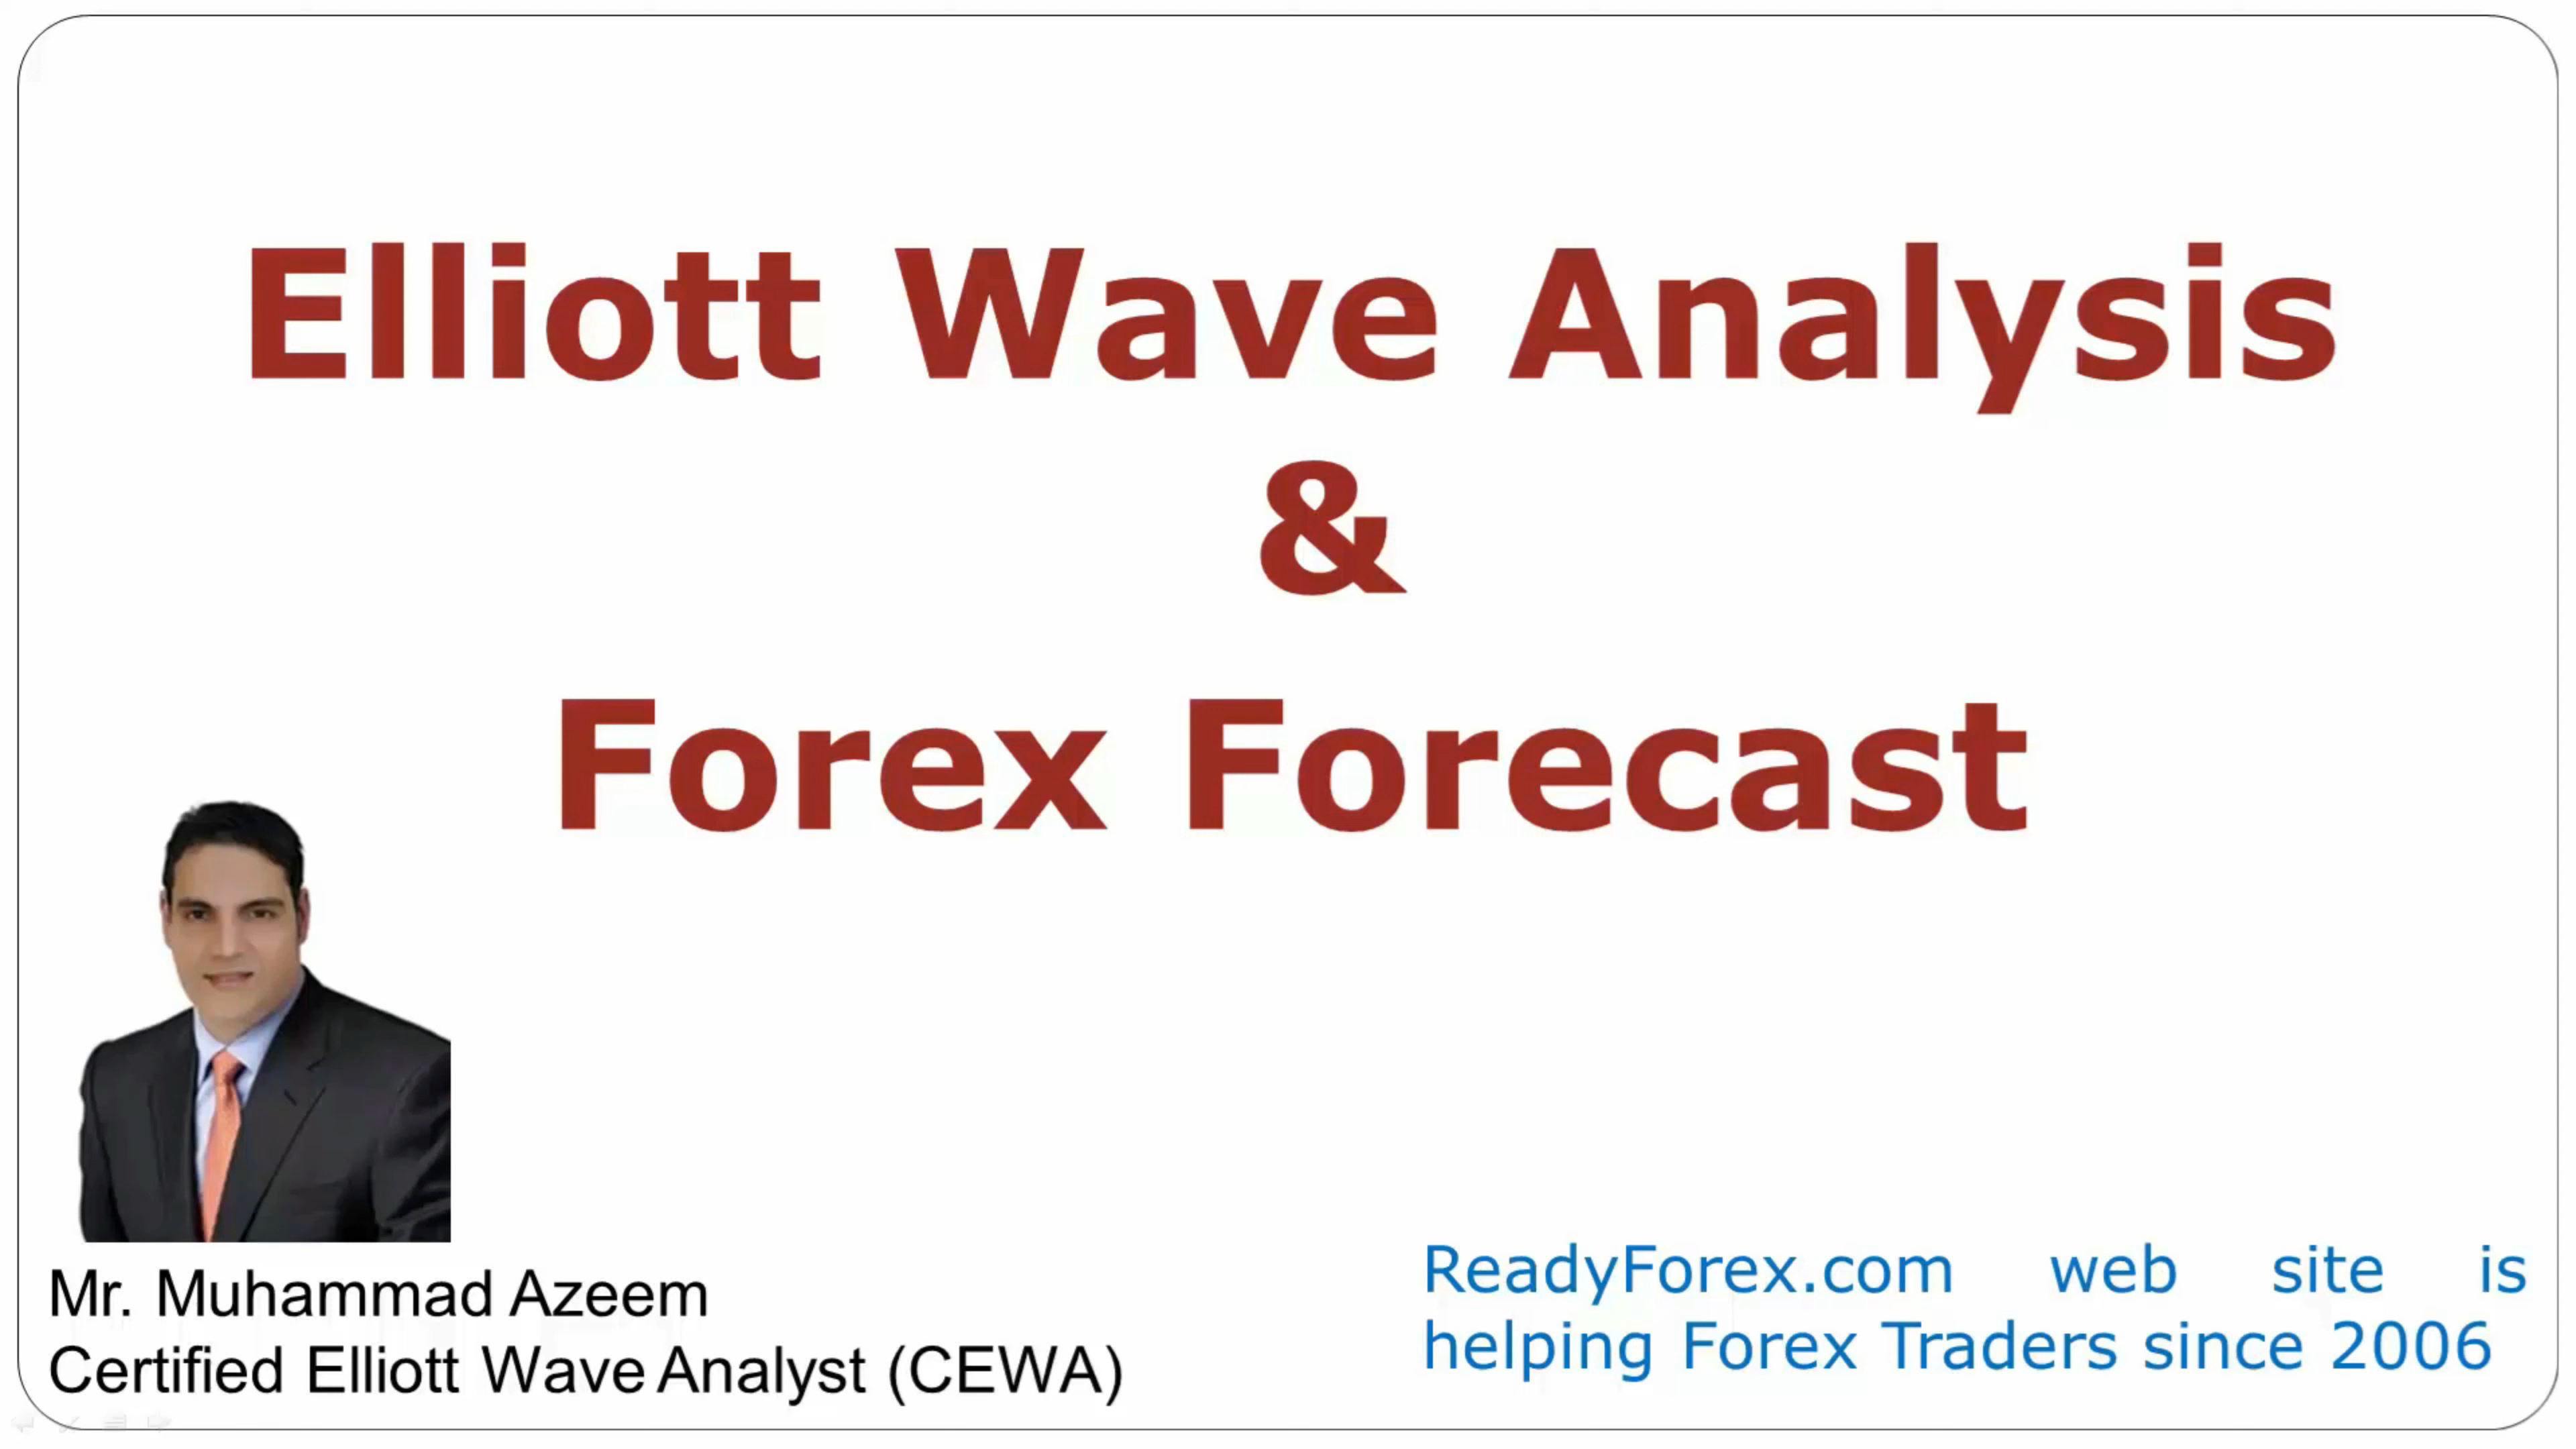 Elliott Wave Analysis
&
Forex Forecast
Mr. Muhammad Azeem
Certified Elliott Wave Analyst (CEWA)
ReadyForex.com web site is
helping Forex Traders since 2006